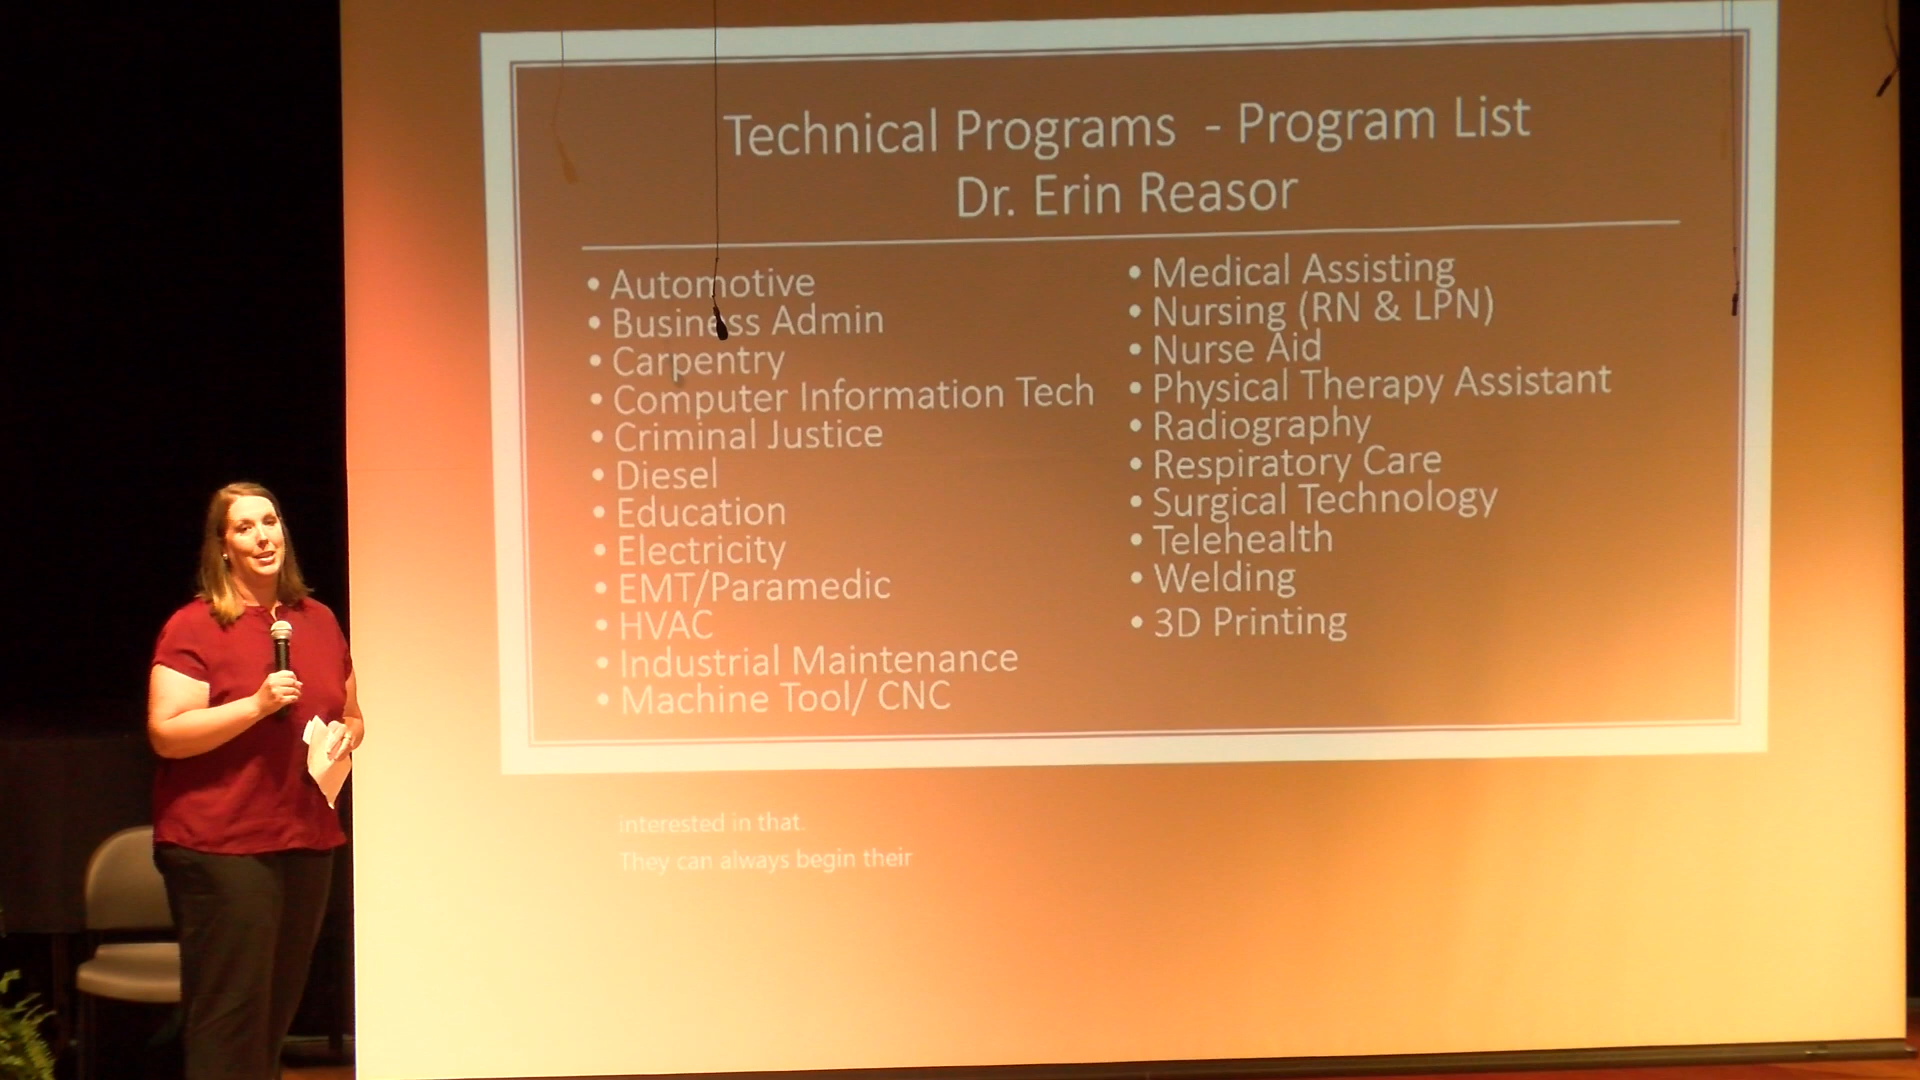 Technical Programs - Program List
Dr. Erin Reasor
• Automotive
• Business Admin
• Carpentry
• Computer Information Tech
• Criminal Justice
• Diesel
• Education
• Electricity
• EMT/Paramedic
• HVAC
• Industrial Maintenance
• Machine Tool/ CNC
• Medical Assisting
• Nursing (RN & LPN)
• Nurse Aid
• Physical Therapy Assistant
• Radiography
• Respiratory Care
• Surgical Technology
• Telehealth
• Welding
• 3D Printing
interested in that.
They can always begin their